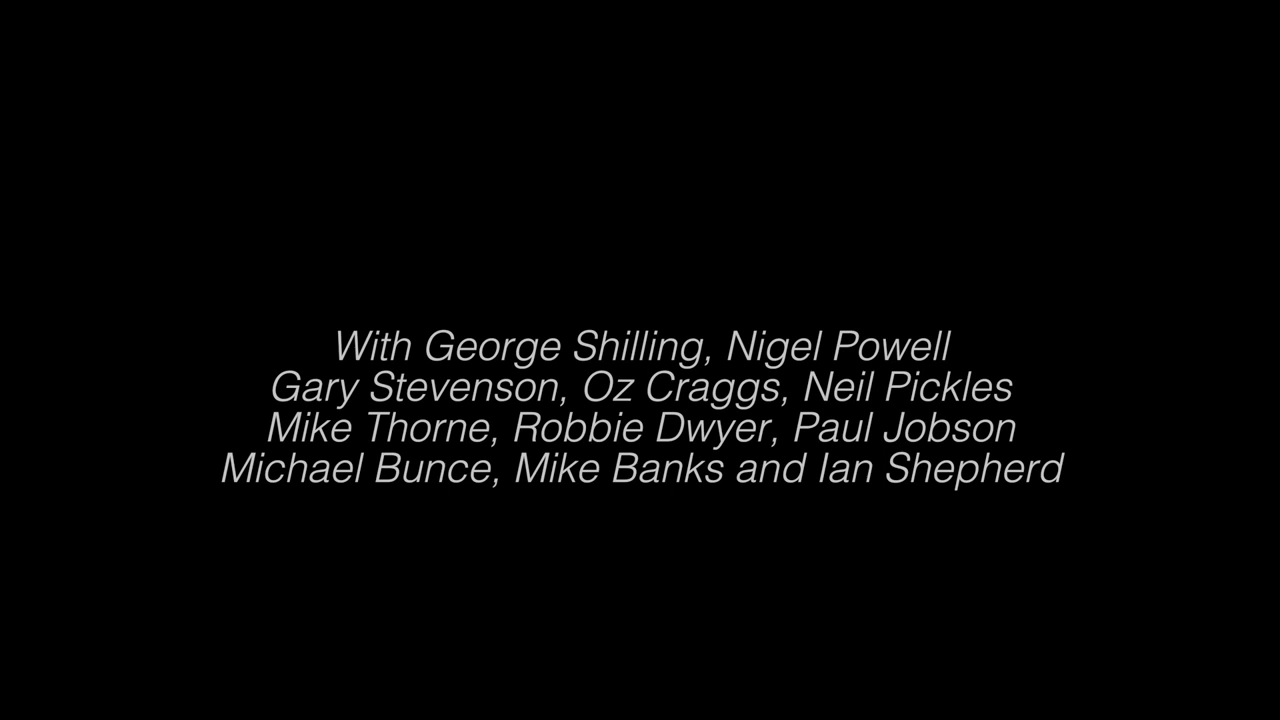 With George Shilling, Nigel Powell
Gary Stevenson, Oz Craggs, Neil Pickles
Mike Thorne, Robbie Dwyer, Paul Jobson
Michael Bunce, Mike Banks and Ian Shepherd